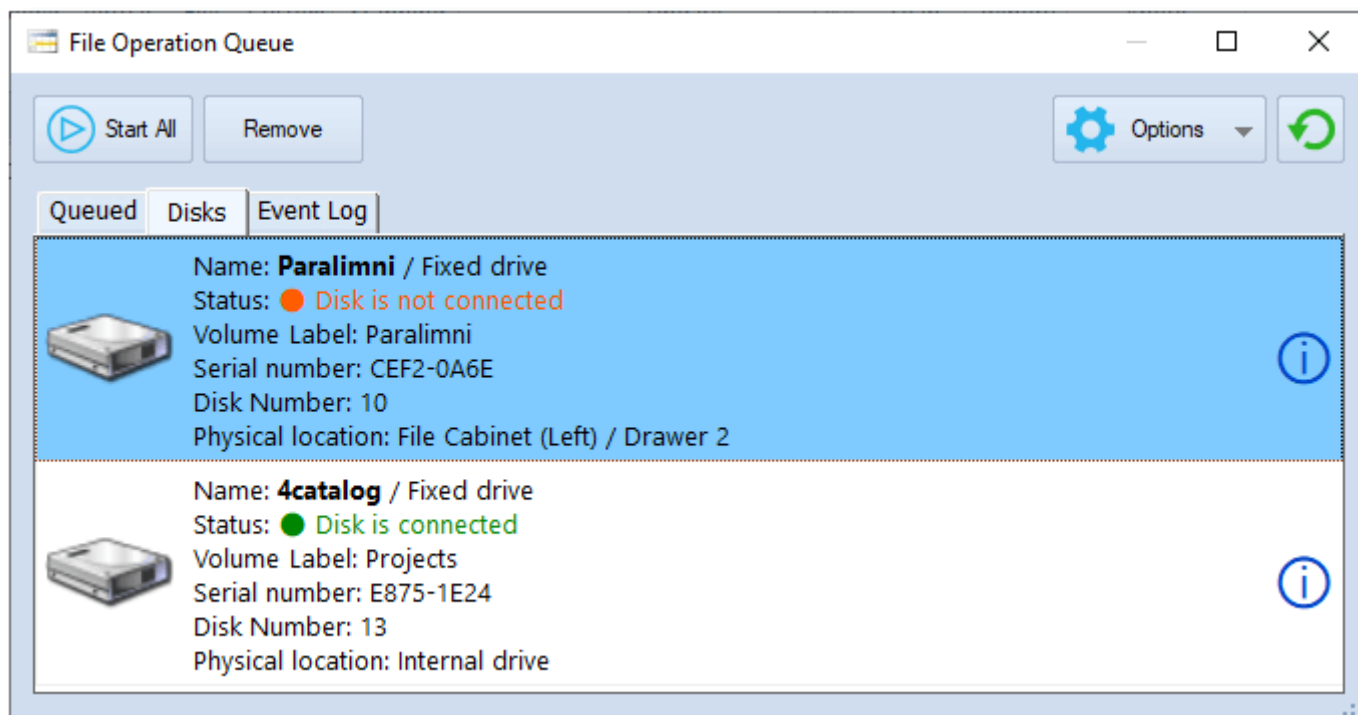 File Operation Queue
Start All Remove Options
Queued Disks Event Log
Name: Paralimni / Fixed drive
Status: Disk is not connected
Volume Label: Paralimni
Serial number: CEF2-0A6E
Disk Number: 10
Physical location: File Cabinet (Left) / Drawer 2
Name: 4catalog / Fixed drive
Status: Disk is connected
Volume Label: Projects
Serial number: E875-1E24
Disk Number: 13
Physical location: Internal drive